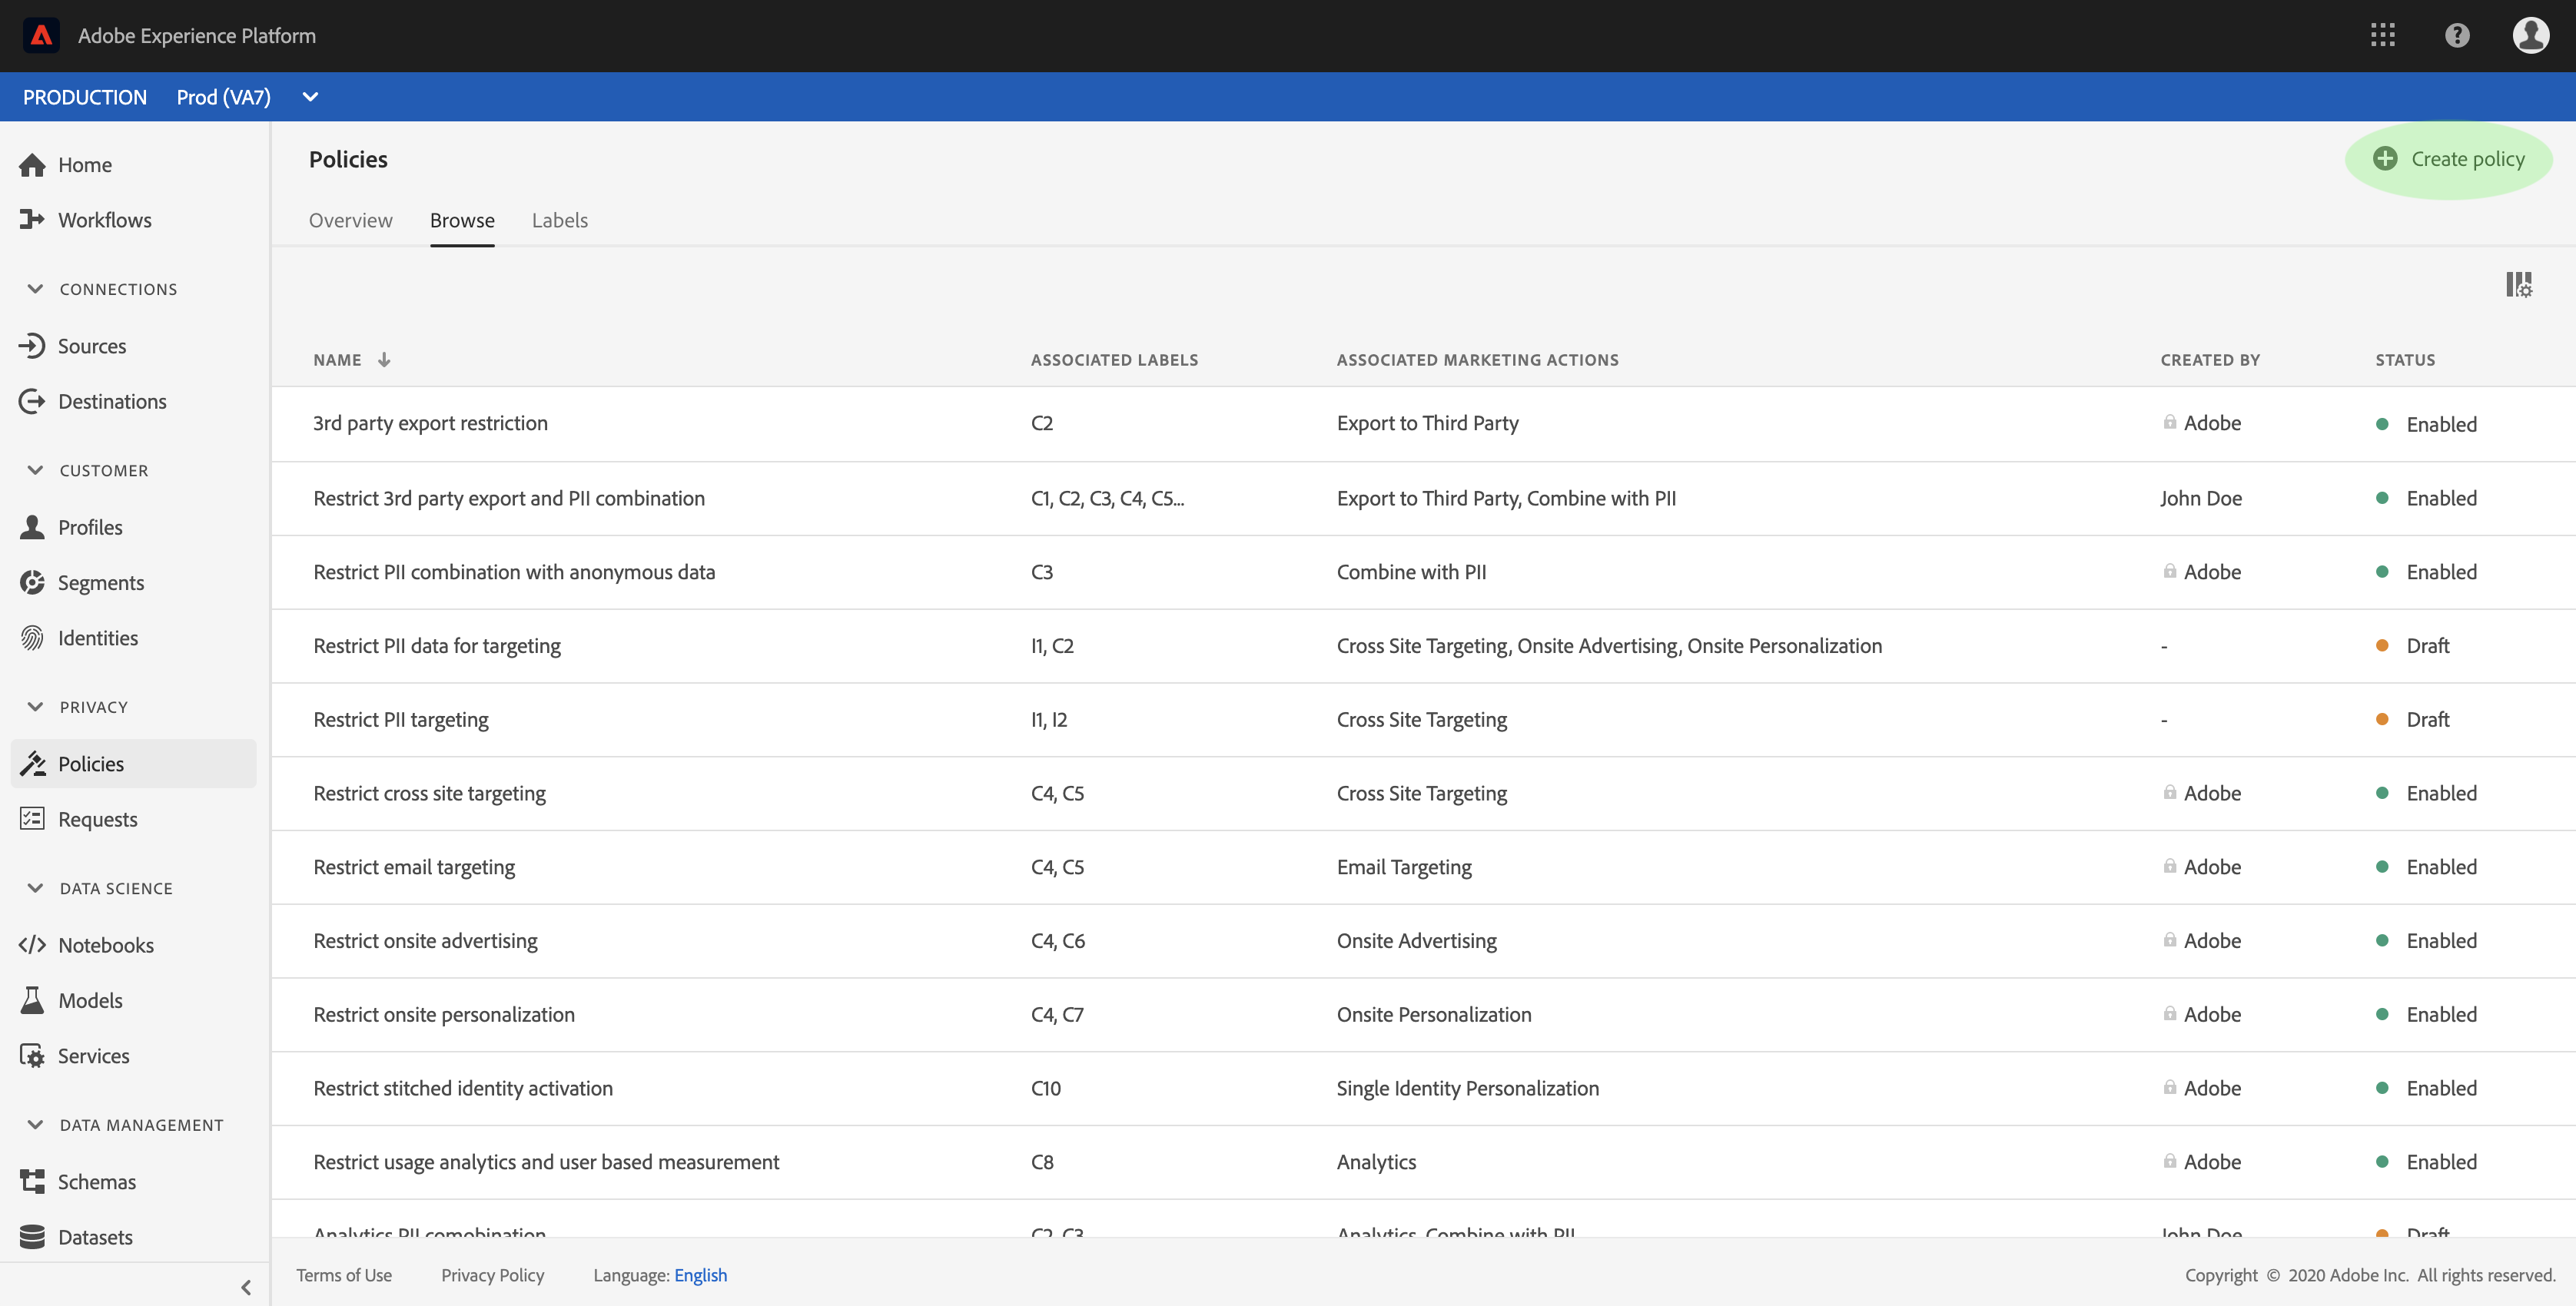 Adobe Experience Platform
PRODUCTION Prod (VA7)
Home
Workflows
CONNECTIONS
Sources
Destinations
CUSTOMER
Profiles
Segments
Identities
PRIVACY
Policies
Requests
DATA SCIENCE
Notebooks
Models
Services
DATA MANAGEMENT
Schemas
Datasets
Policies
Create policy
Overview Browse Labels
NAME ASSOCIATED LABELS ASSOCIATED MARKETING ACTIONS CREATED BY STATUS
3rd party export restriction C2 Export to Third Party Adobe Enabled
Restrict 3rd party export and PII combination C1, C2, C3, C4, C5... Export to Third Party, Combine with PII John Doe Enabled
Restrict PII combination with anonymous data C3 Combine with PII Adobe Enabled
Restrict PII data for targeting I1, C2 Cross Site Targeting, Onsite Advertising, Onsite Personalization - Draft
Restrict PII targeting I1, I2 Cross Site Targeting - Draft
Restrict cross site targeting C4, C5 Cross Site Targeting Adobe Enabled
Restrict email targeting C4, C5 Email Targeting Adobe Enabled
Restrict onsite advertising C4, C6 Onsite Advertising Adobe Enabled
Restrict onsite personalization C4, C7 Onsite Personalization Adobe Enabled
Restrict stitched identity activation C10 Single Identity Personalization Adobe Enabled
Restrict usage analytics and user based measurement C8 Analytics Adobe Enabled
Analytics PII comobination C2, C3 Analytics, Combine with PII John Doe Draft
Terms of Use Privacy Policy Language: English Copyright © 2020 Adobe Inc. All rights reserved.